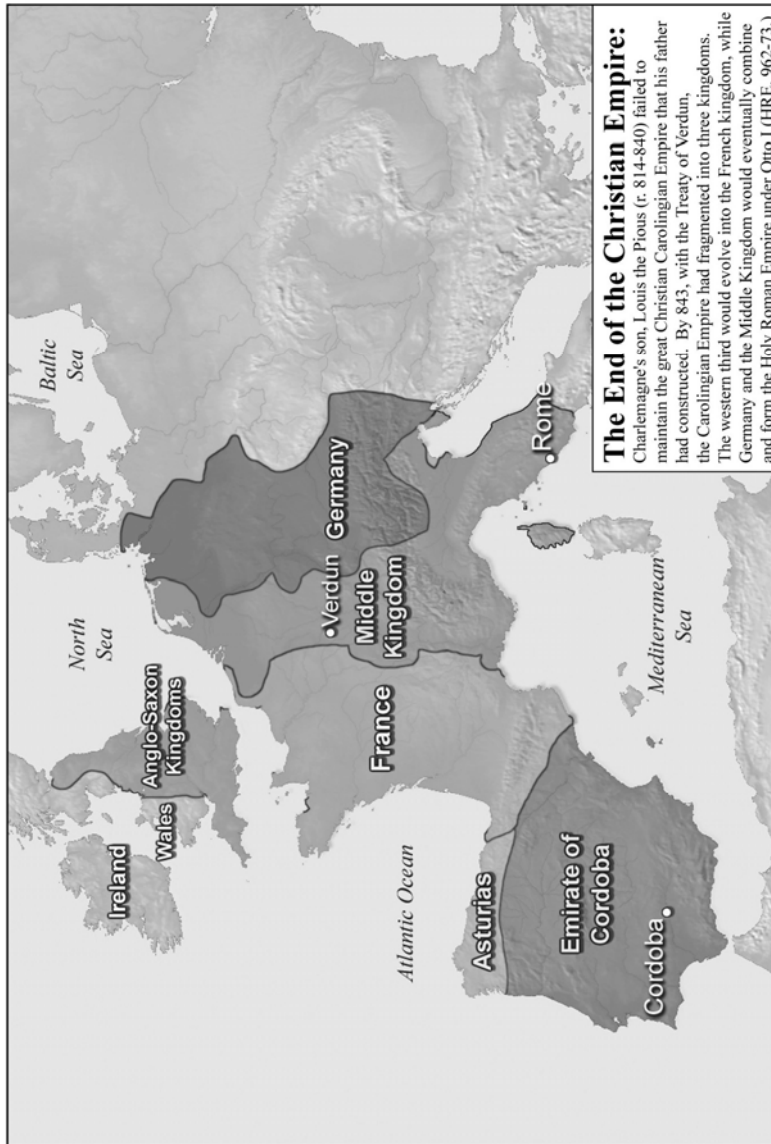 The End of the Christian Empire:
Charlemagne's son, Louis the Pious (r. 814-840) failed to
maintain the great Christian Carolingian Empire that his father
had constructed. By 843, with the Treaty of Verdun,
the Carolingian Empire had fragmented into three kingdoms.
The western third would evolve into the French kingdom, while
Germany and the Middle Kingdom would eventually combine
and form the Holy Roman Empire under Otto I (HRE, 962-73.)
Ireland
Wales
Anglo-Saxon
Kingdoms
North
Sea
Baltic
Sea
Atlantic Ocean
France
Verdun
Germany
Middle
Kingdom
Asturias
Emirate of
Cordoba
Cordoba
Rome
Mediterranean
Sea